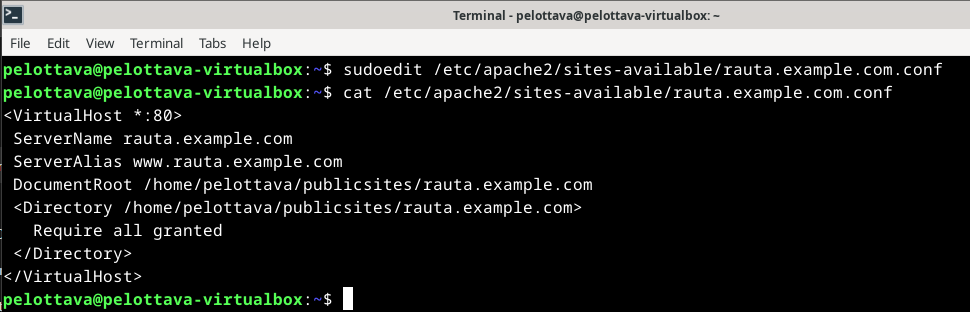 Terminal - pelottava@pelottava-virtualbox: ~
File Edit View Terminal Tabs Help
pelottava@pelottava-virtualbox:~$ sudoedit /etc/apache2/sites-available/rauta.example.com.conf
pelottava@pelottava-virtualbox:~$ cat /etc/apache2/sites-available/rauta.example.com.conf
<VirtualHost *:80>
 ServerName rauta.example.com
 ServerAlias www.rauta.example.com
 DocumentRoot /home/pelottava/publicsites/rauta.example.com
 <Directory /home/pelottava/publicsites/rauta.example.com>
   Require all granted
 </Directory>
</VirtualHost>
pelottava@pelottava-virtualbox:~$